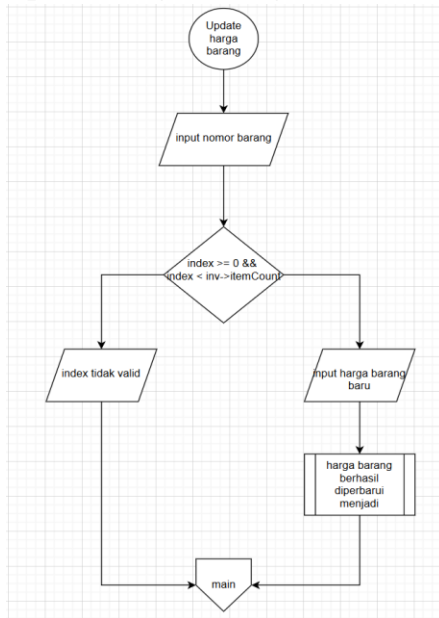 Update
harga
barang
input nomor barang
index >= 0 &&
index < inv->itemCount
index tidak valid
input harga barang
baru
harga barang
berhasil
diperbarui
menjadi
main